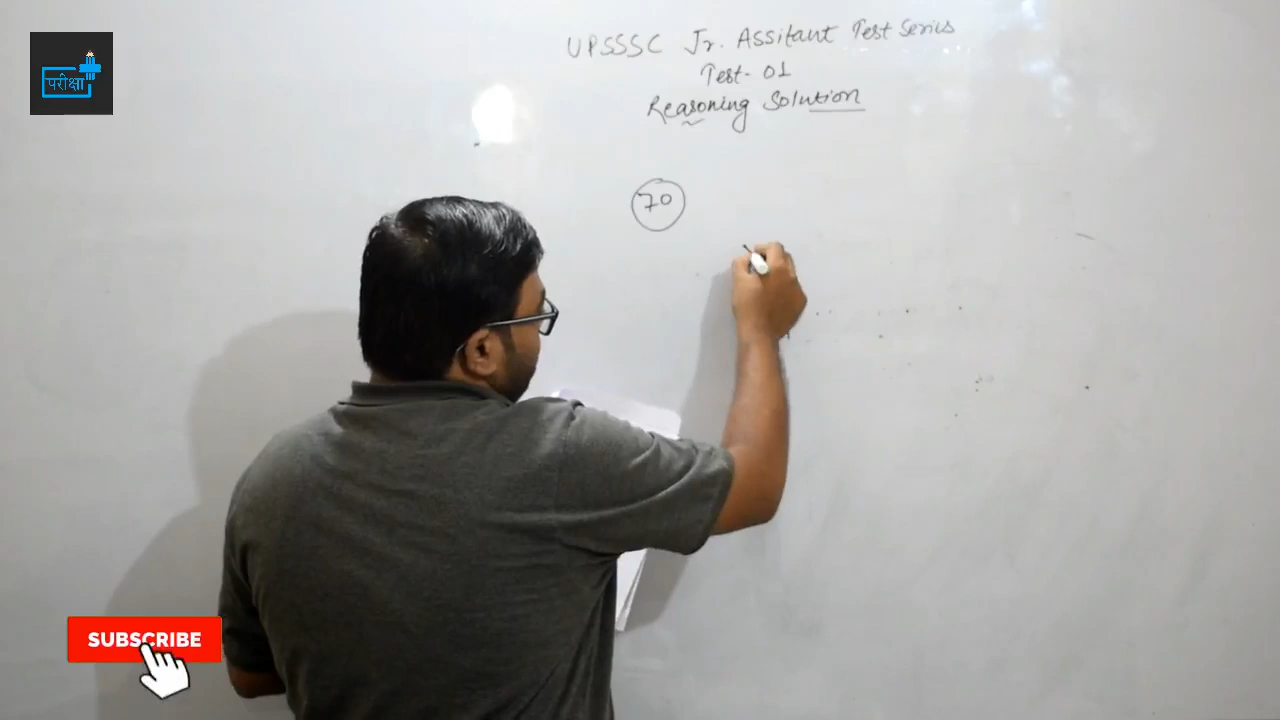 परीक्षा
UPSSSC Jr. Assitant Test Series
Test-01
Reasoning Solution
70
SUBSCRIBE